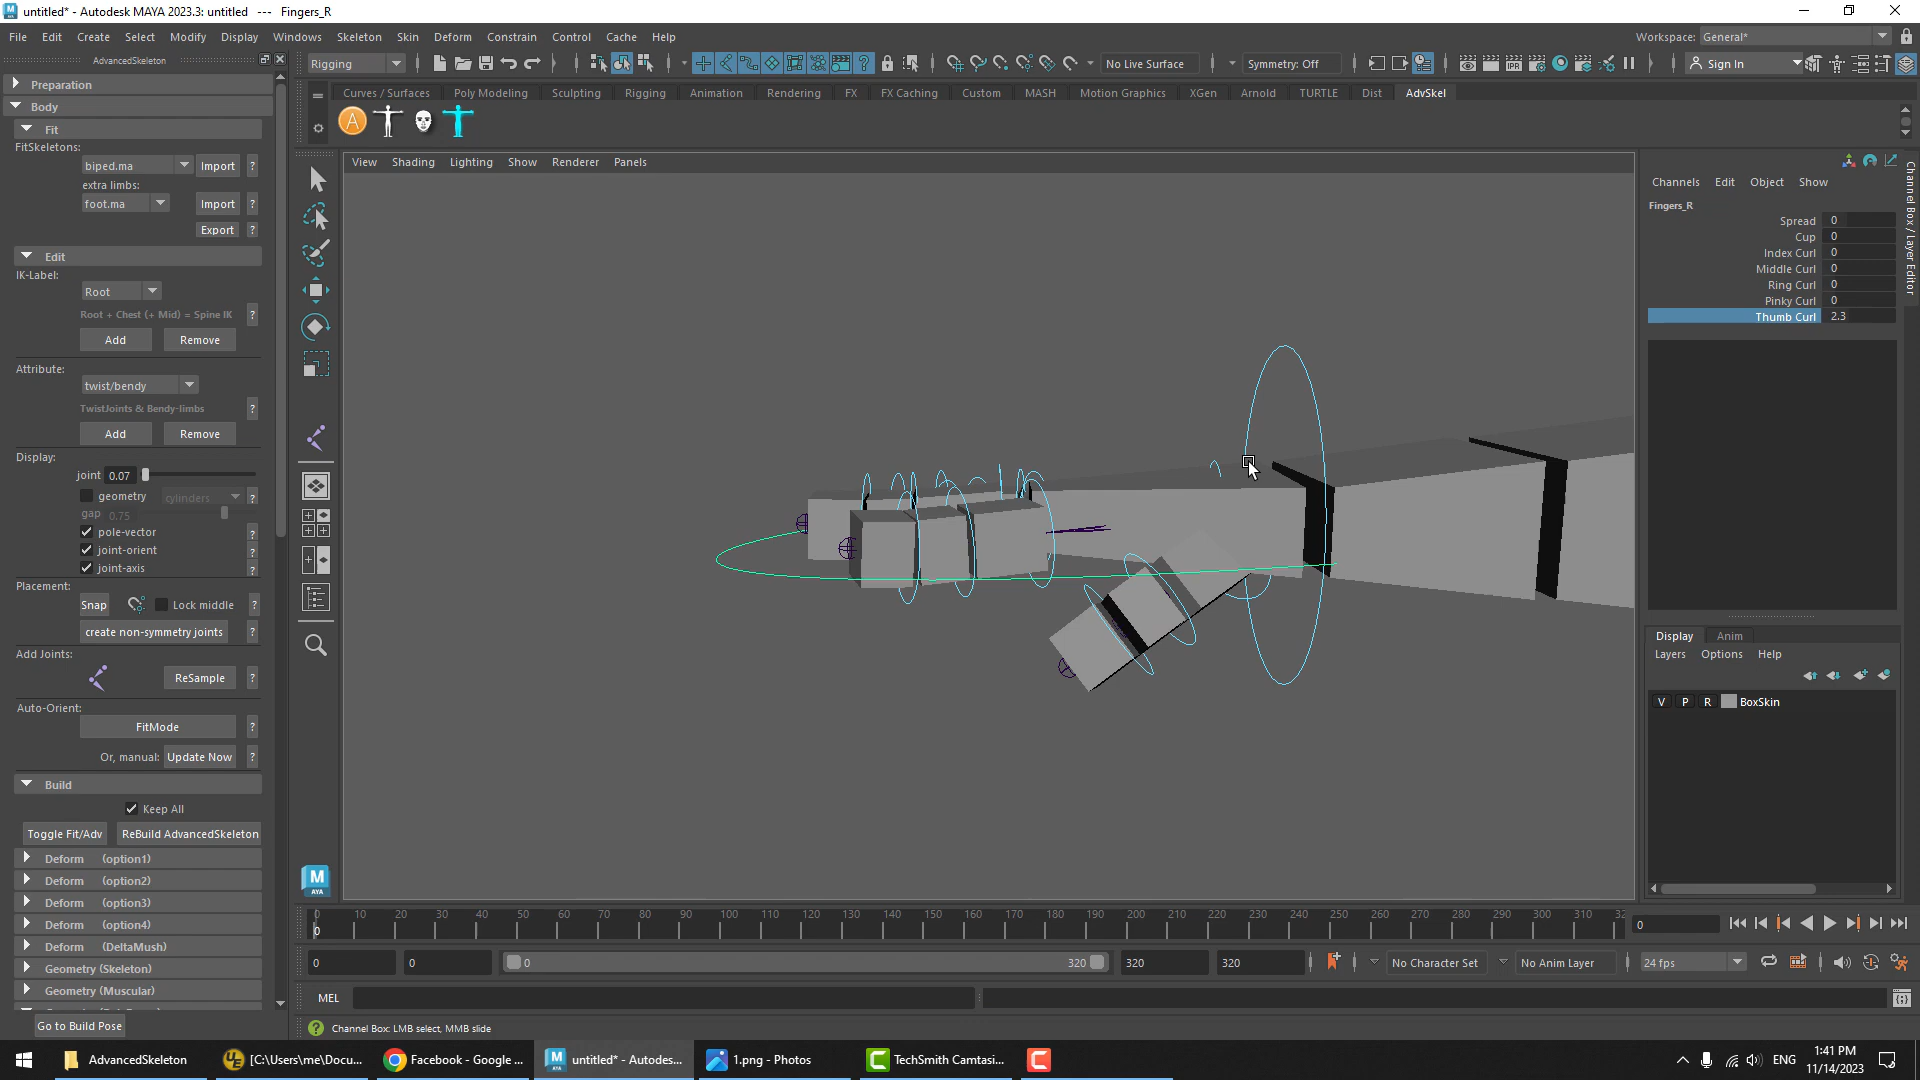 untitled* - Autodesk MAYA 2023.3: untitled --- Fingers_R
File Edit Create Select Modify Display Windows Skeleton Skin Deform Constrain Control Cache Help
Workspace: General*
AdvancedSkeleton
Rigging
No Live Surface
Symmetry: Off
Sign In
Curves / Surfaces Poly Modeling Sculpting Rigging Animation Rendering FX FX Caching Custom MASH Motion Graphics XGen Arnold TURTLE Dist AdvSkel
Preparation
Body
Fit
FitSkeletons:
biped.ma Import ?
extra limbs:
foot.ma Import ?
Export ?
Edit
IK-Label:
Root
Root + Chest (+ Mid) = Spine IK ?
Add Remove
Attribute:
twist/bendy
TwistJoints & Bendy-limbs ?
Add Remove
Display:
joint 0.07
geometry cylinders ?
gap 0.75
pole-vector ?
joint-orient ?
joint-axis ?
Placement:
Snap Lock middle ?
create non-symmetry joints ?
Add Joints:
ReSample ?
Auto-Orient:
FitMode ?
Or, manual: Update Now ?
Build
Keep All
Toggle Fit/Adv ReBuild AdvancedSkeleton
Deform (option1)
Deform (option2)
Deform (option3)
Deform (option4)
Deform (DeltaMush)
Geometry (Skeleton)
Geometry (Muscular)
Go to Build Pose
View Shading Lighting Show Renderer Panels
Channels Edit Object Show
Fingers_R
Spread 0
Cup 0
Index Curl 0
Middle Curl 0
Ring Curl 0
Pinky Curl 0
Thumb Curl 2.3
Channel Box / Layer Editor
Display Anim
Layers Options Help
V P R BoxSkin
M
AYA
0 10 20 30 40 50 60 70 80 90 100 110 120 130 140 150 160 170 180 190 200 210 220 230 240 250 260 270 280 290 300 310 32
0
0
0 0 0 320 320 320 No Character Set No Anim Layer 24 fps
MEL
Channel Box: LMB select, MMB slide
AdvancedSkeleton
[C:\Users\me\Docu...
Facebook - Google ...
untitled* - Autodes...
1.png - Photos
TechSmith Camtasi...
ENG
1:41 PM
11/14/2023